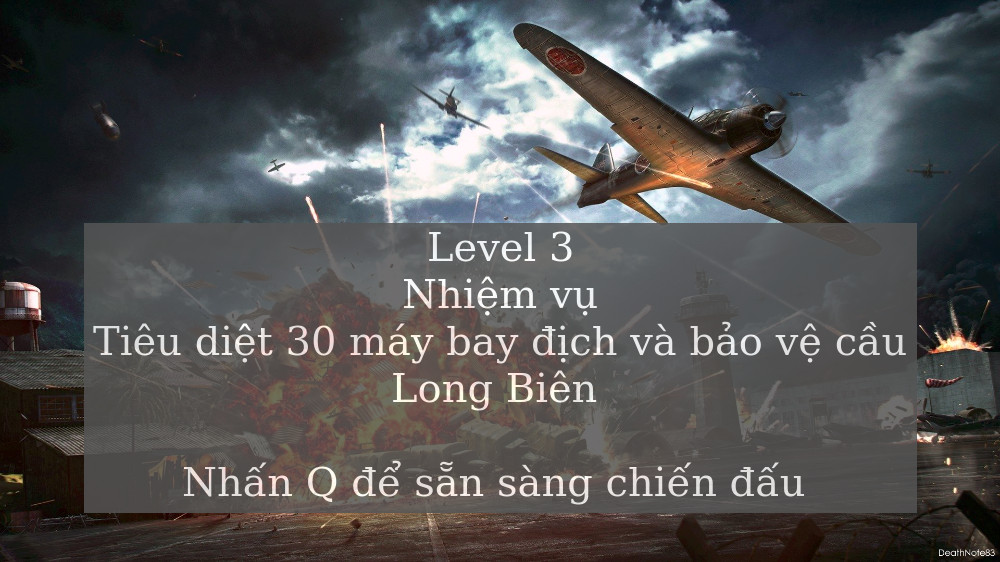 Level 3
Nhiệm vụ
Tiêu diệt 30 máy bay địch và bảo vệ cầu
Long Biên
Nhấn Q để sẵn sàng chiến đấu
DeathNote83